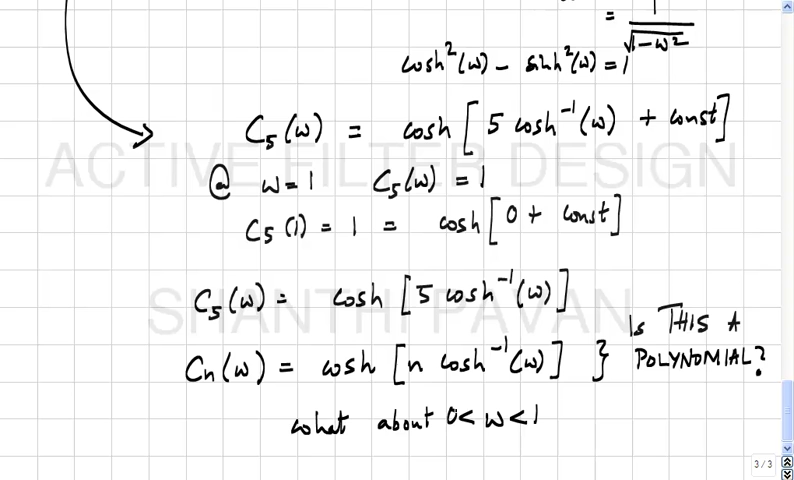 = 1/√(1-ω²)
cosh²(ω) - sinh²(ω) = 1
C₅(ω) = cosh [5 cosh⁻¹(ω) + const]
ACTIVE FILTER DESIGN
@ ω=1 C₅(ω) = 1
C₅(1) = 1 = cosh [0 + const]
C₅(ω) = cosh [5 cosh⁻¹(ω)]
SHANTHI PAVAN
Cn(ω) = cosh [n cosh⁻¹(ω)] } IS THIS A
POLYNOMIAL?
what about 0<ω<1
3 / 3